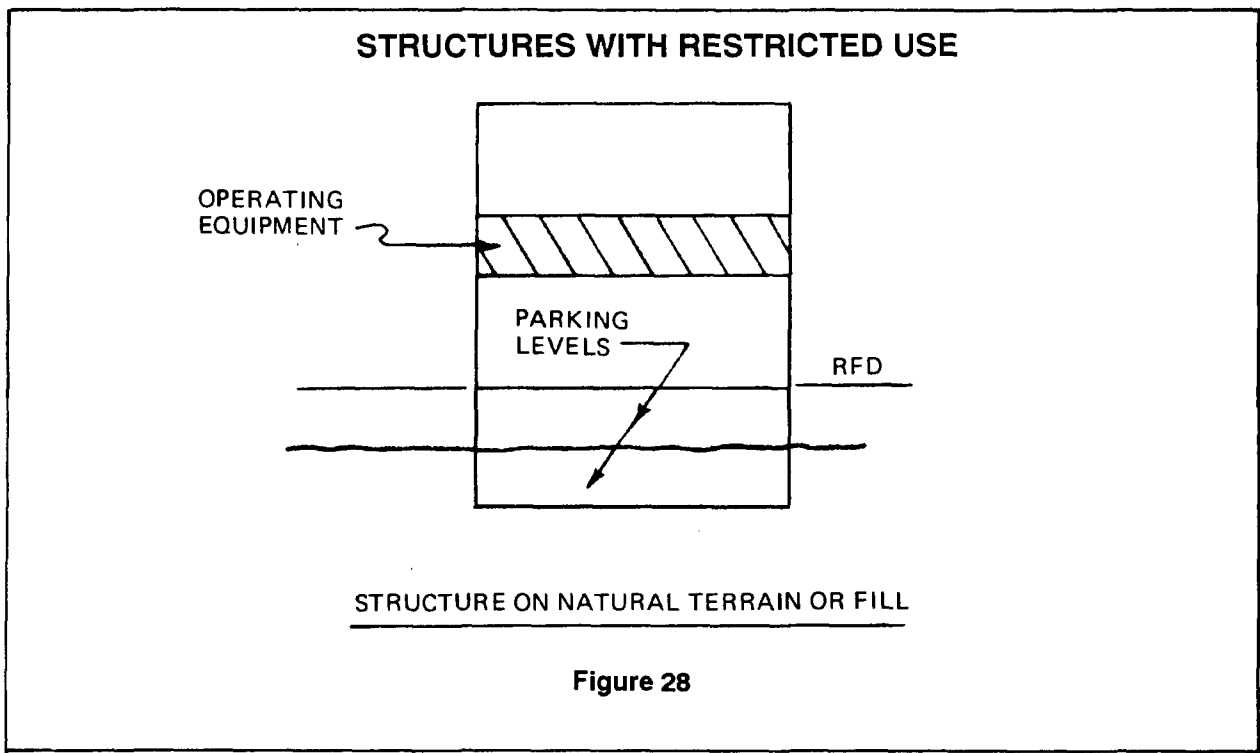 STRUCTURES WITH RESTRICTED USE
OPERATING
EQUIPMENT
PARKING
LEVELS
RFD
STRUCTURE ON NATURAL TERRAIN OR FILL
Figure 28